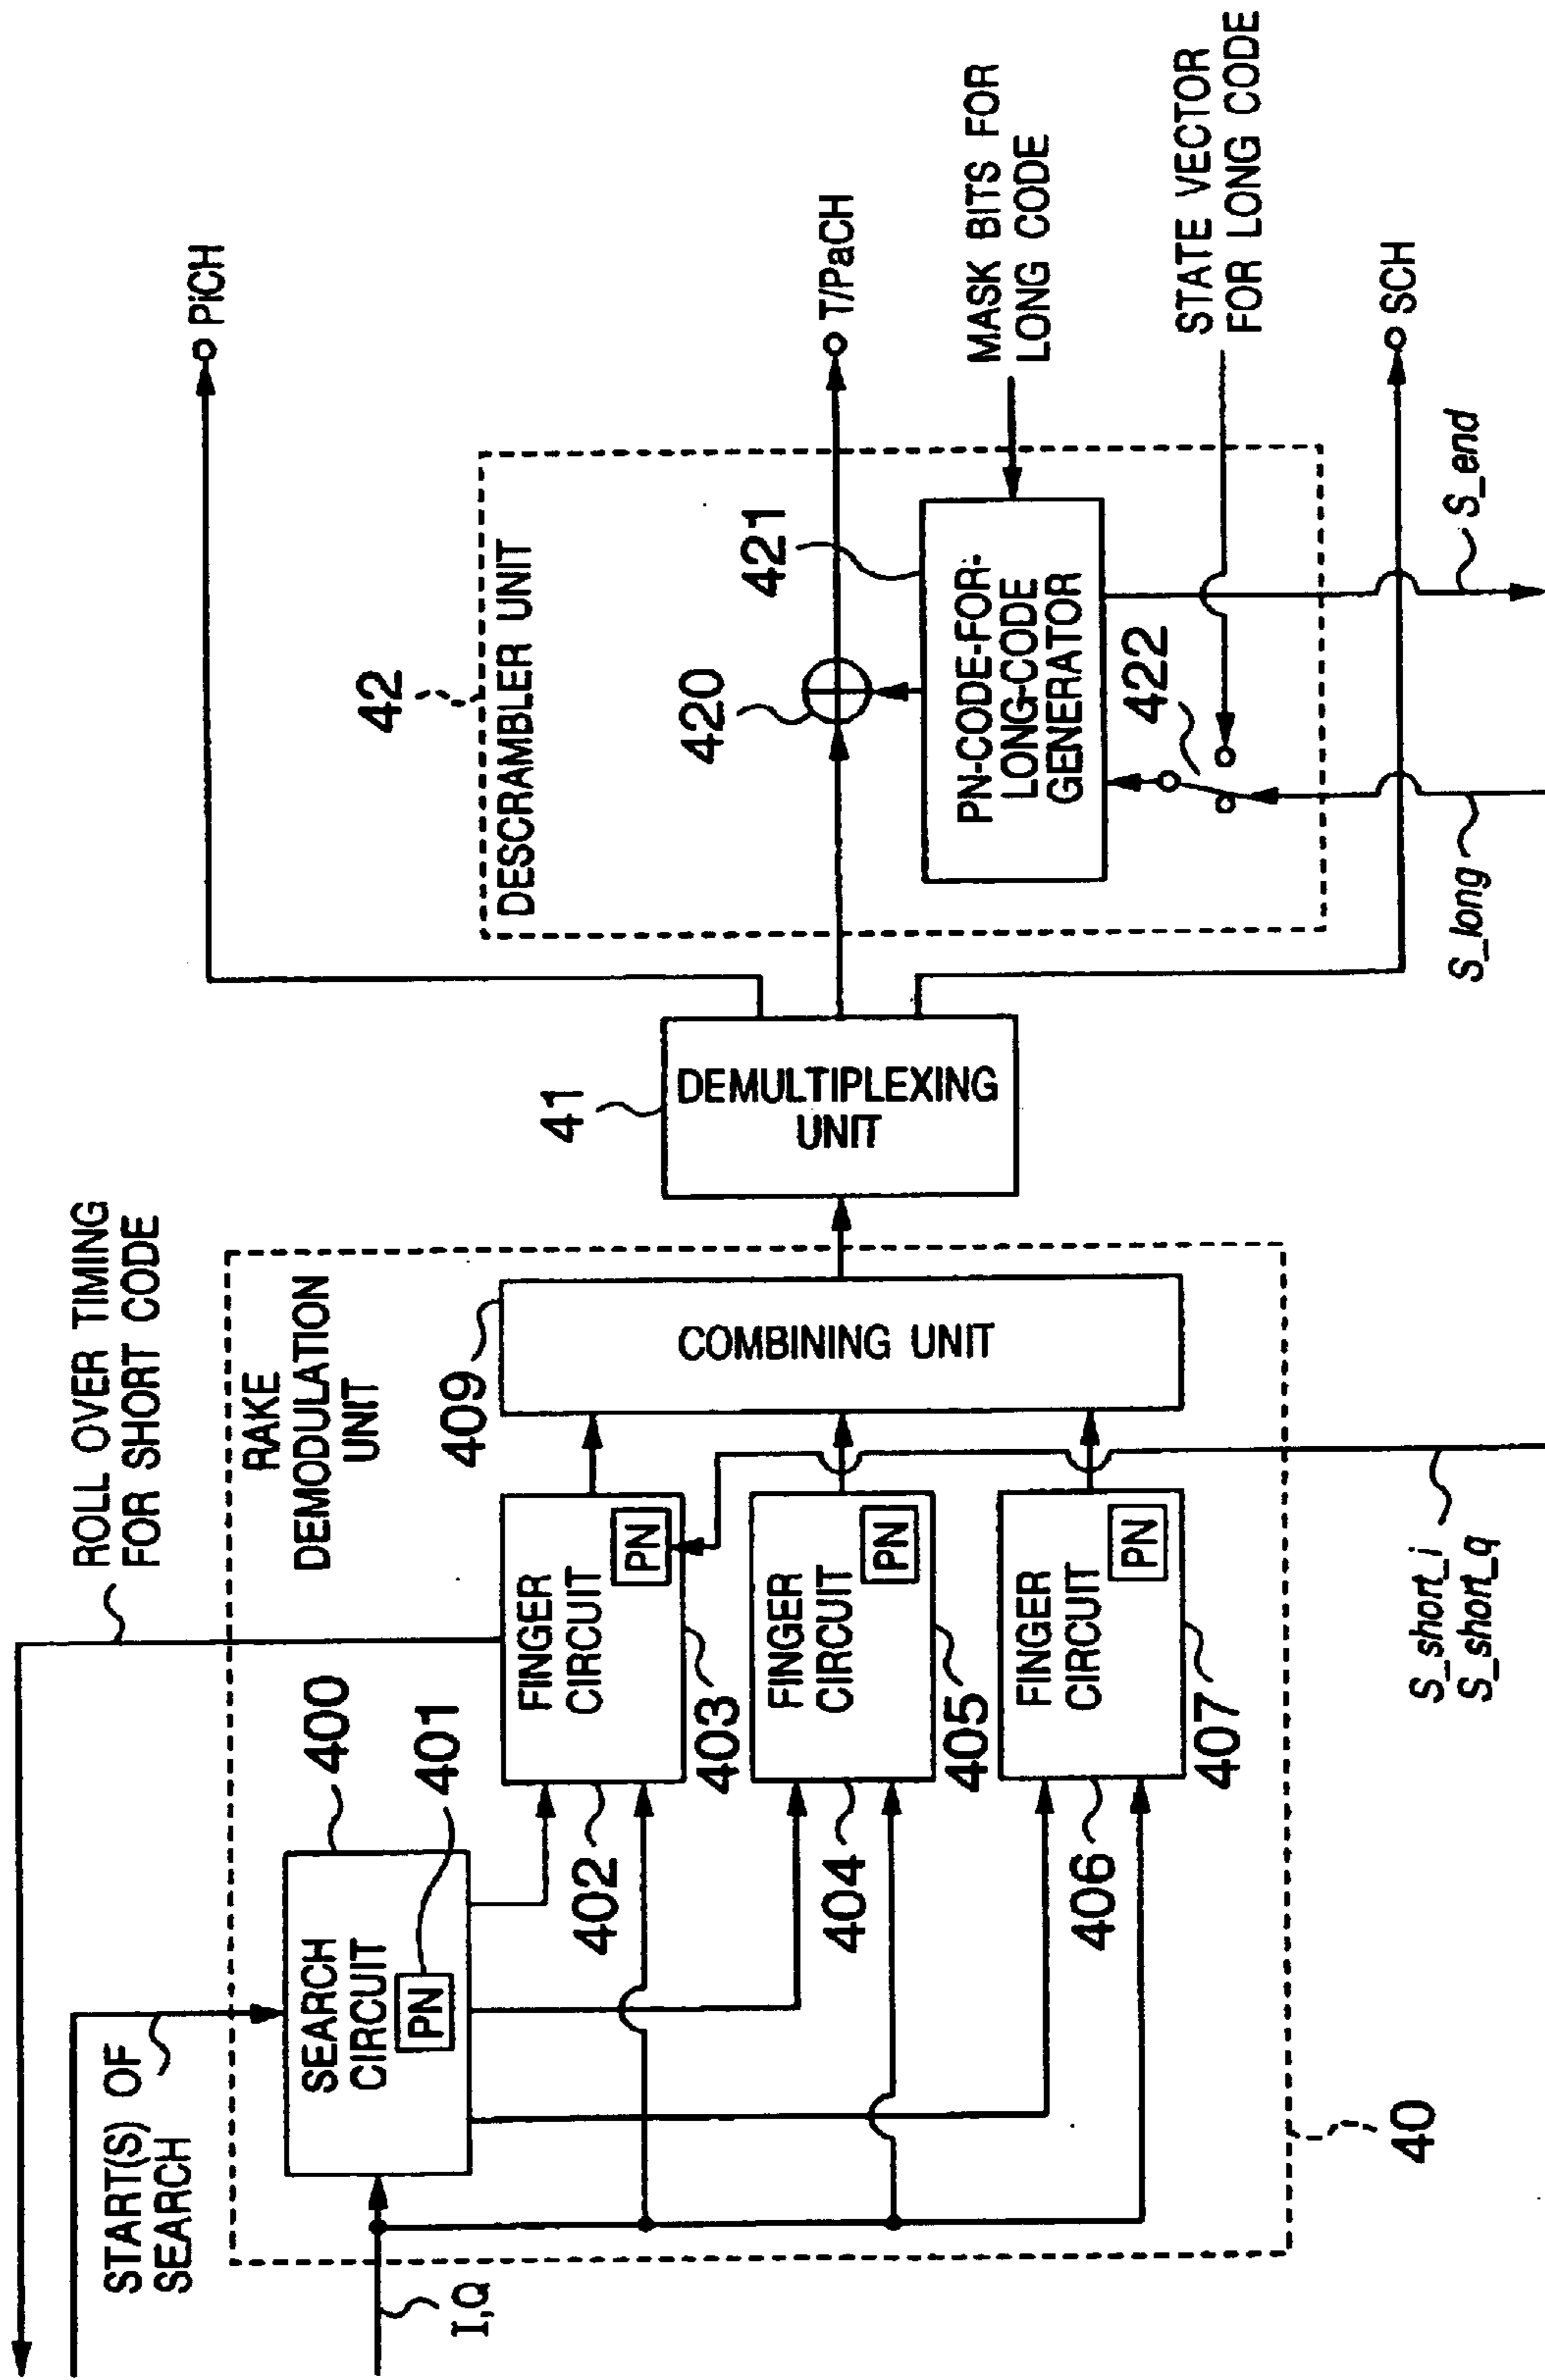 ROLL OVER TIMING
FOR SHORT CODE
START(S) OF
SEARCH
I,Q
RAKE
DEMODULATION
UNIT
400
SEARCH
CIRCUIT
PN
401
402
FINGER
CIRCUIT
PN
403
404
FINGER
CIRCUIT
PN
405
406
FINGER
CIRCUIT
PN
407
409
COMBINING UNIT
40
S_short_i
S_short_q
41
DEMULTIPLEXING
UNIT
42
DESCRAMBLER UNIT
420
421
PN-CODE-FOR-
LONG-CODE
GENERATOR
422
S_long
S_end
PiCH
T/PaCH
MASK BITS FOR
LONG CODE
STATE VECTOR
FOR LONG CODE
SCH